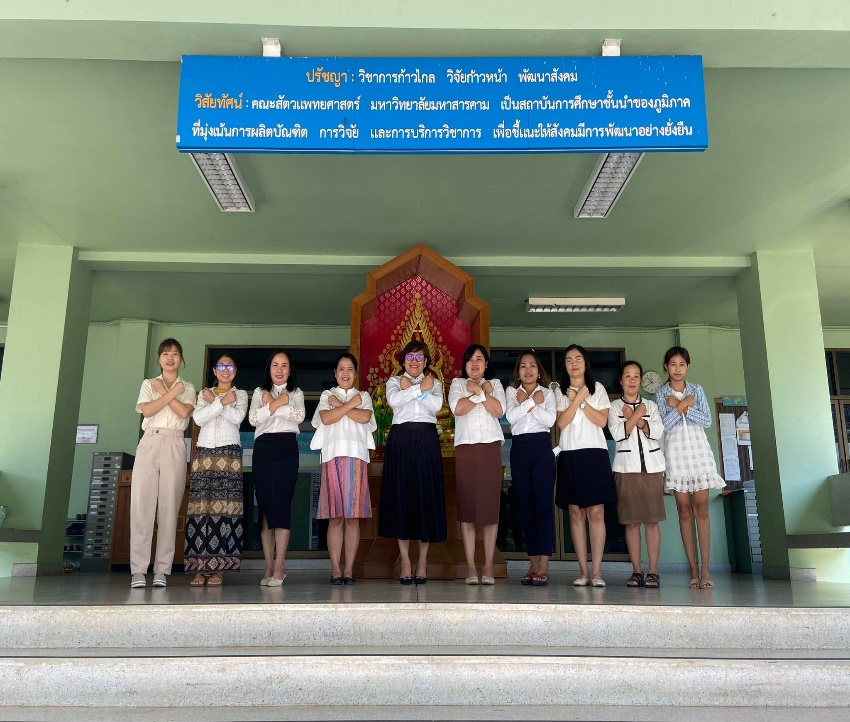 ปรัชญา : วิชาการก้าวไกล วิจัยก้าวหน้า พัฒนาสังคม
วิสัยทัศน์ : คณะสัตวแพทยศาสตร์ มหาวิทยาลัยมหาสารคาม เป็นสถาบันการศึกษาชั้นนำของภูมิภาค
ที่มุ่งเน้นการผลิตบัณฑิต การวิจัย และการบริการวิชาการ เพื่อชี้แนะให้สังคมมีการพัฒนาอย่างยั่งยืน